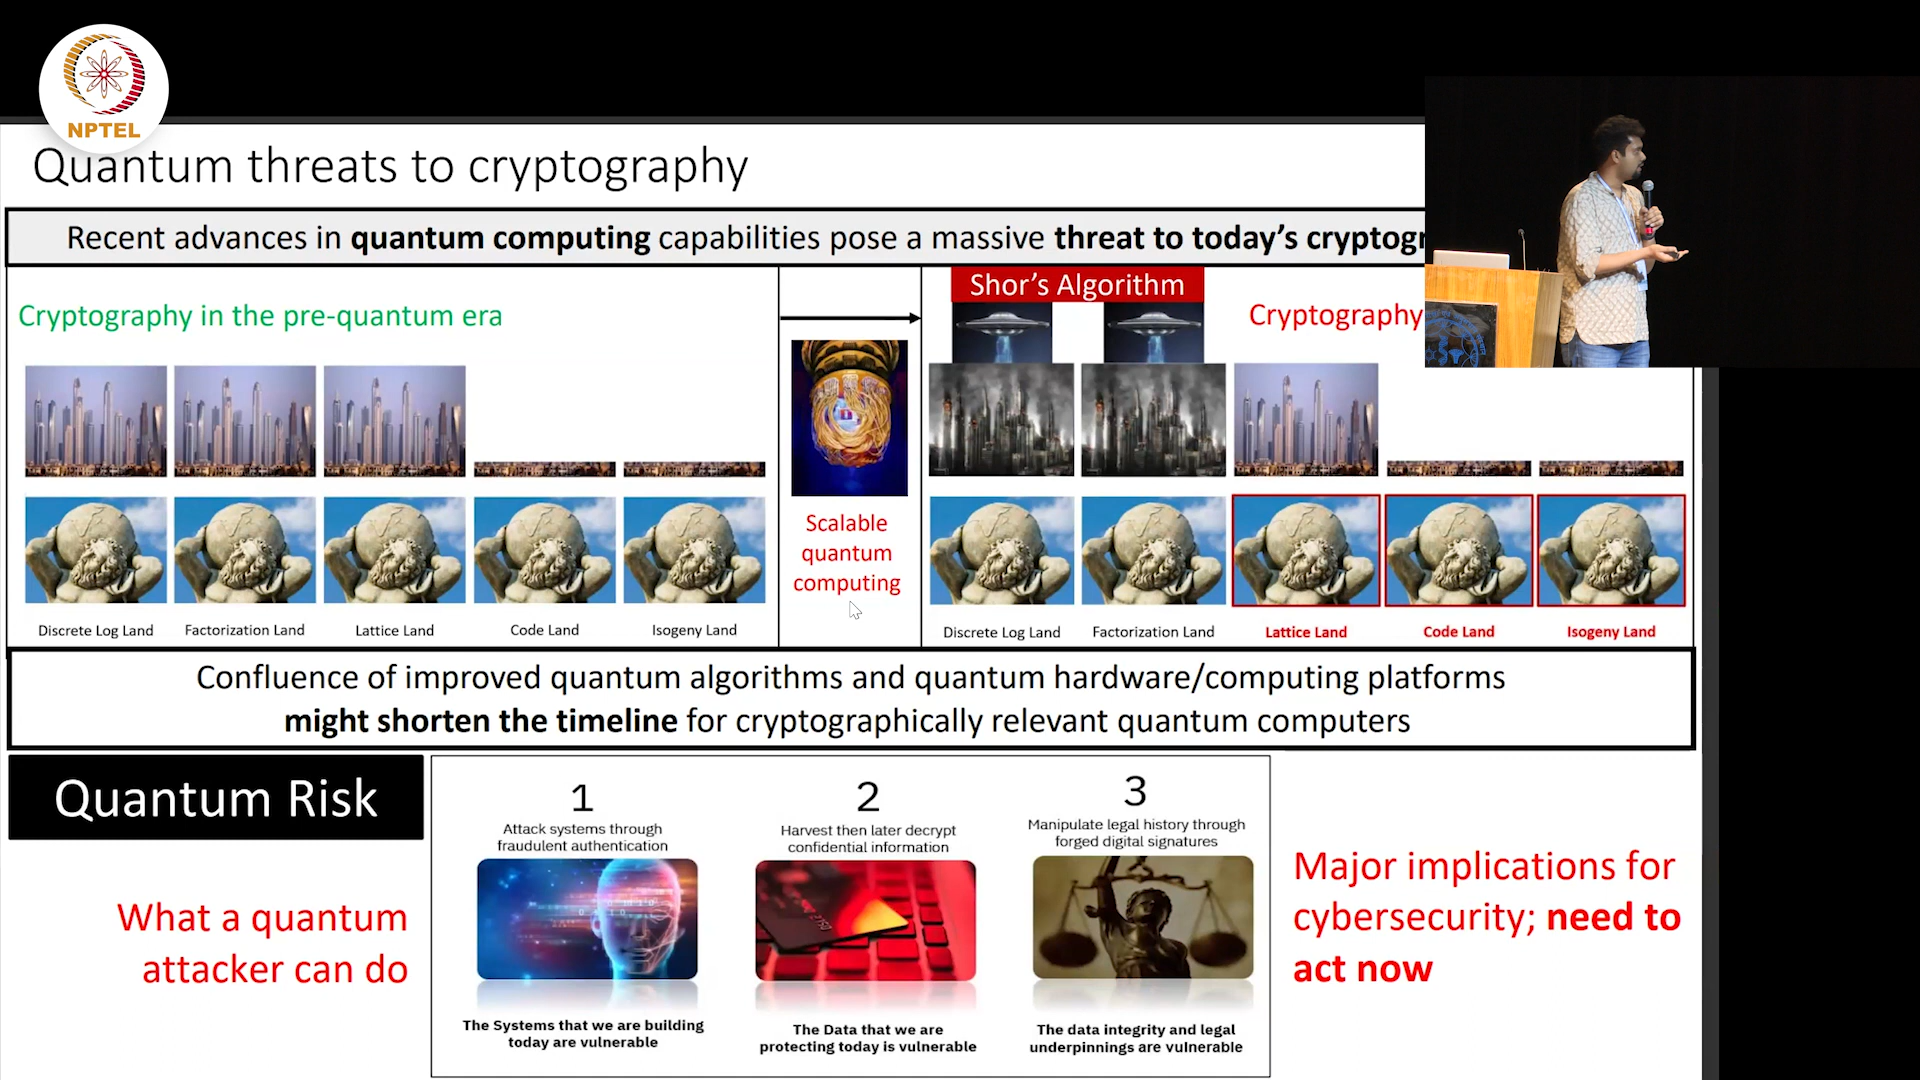 NPTEL
Quantum threats to cryptography
Recent advances in quantum computing capabilities pose a massive threat to today's cryptogr
Cryptography in the pre-quantum era
Shor's Algorithm
Cryptography
Scalable
quantum
computing
Discrete Log Land
Factorization Land
Lattice Land
Code Land
Isogeny Land
Discrete Log Land
Factorization Land
Lattice Land
Code Land
Isogeny Land
Confluence of improved quantum algorithms and quantum hardware/computing platforms
might shorten the timeline for cryptographically relevant quantum computers
Quantum Risk
What a quantum
attacker can do
1
Attack systems through
fraudulent authentication
The Systems that we are building
today are vulnerable
2
Harvest then later decrypt
confidential information
The Data that we are
protecting today is vulnerable
3
Manipulate legal history through
forged digital signatures
The data integrity and legal
underpinnings are vulnerable
Major implications for
cybersecurity; need to
act now